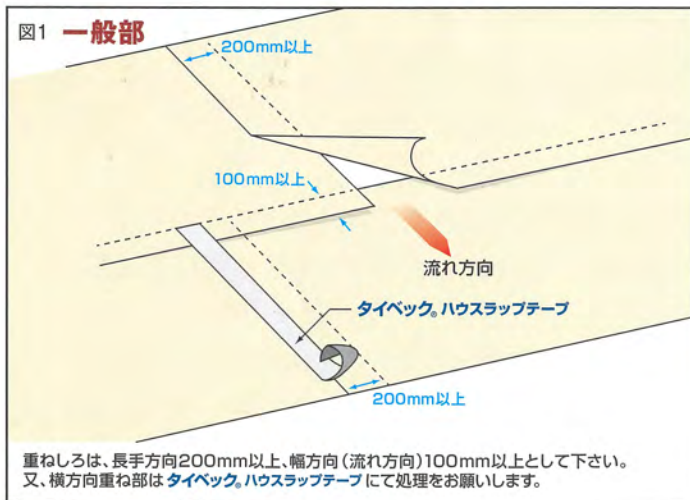 図1 一般部
200mm以上
100mm以上
流れ方向
タイベック® ハウスラップテープ
200mm以上
重ねしろは、長手方向200mm以上、幅方向(流れ方向)100mm以上として下さい。
又、横方向重ね部はタイベック® ハウスラップテープにて処理をお願いします。